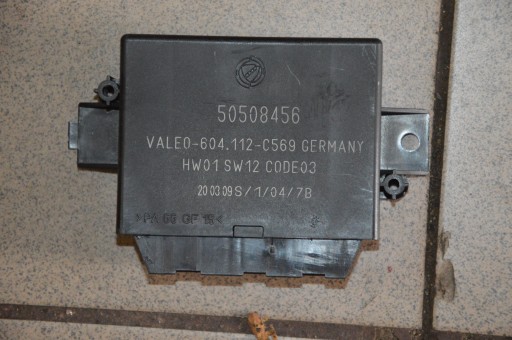 50508456
VALEO-604.112-C569 GERMANY
HW01 SW12 CODE03
200309S/1/04/7B
>PA 66 GF 15<